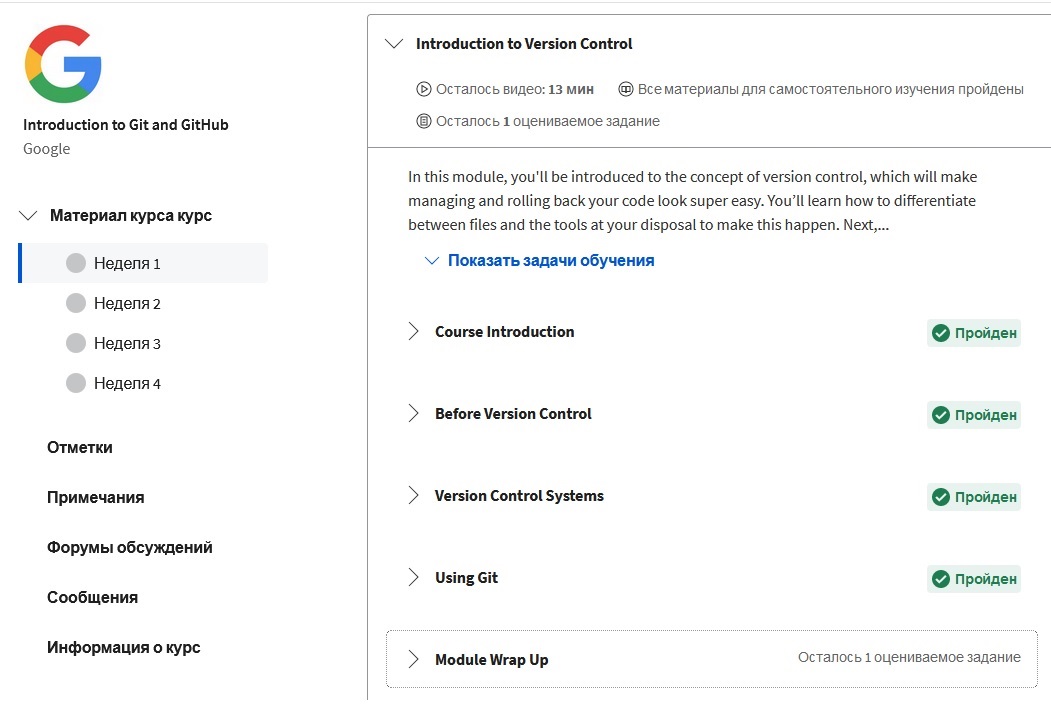 Introduction to Git and GitHub
Google
Материал курса курс
Неделя 1
Неделя 2
Неделя 3
Неделя 4
Отметки
Примечания
Форумы обсуждений
Сообщения
Информация о курс
Introduction to Version Control
Осталось видео: 13 мин Все материалы для самостоятельного изучения пройдены
Осталось 1 оцениваемое задание
In this module, you'll be introduced to the concept of version control, which will make
managing and rolling back your code look super easy. You’ll learn how to differentiate
between files and the tools at your disposal to make this happen. Next,...
Показать задачи обучения
Course Introduction Пройден
Before Version Control Пройден
Version Control Systems Пройден
Using Git Пройден
Module Wrap Up Осталось 1 оцениваемое задание